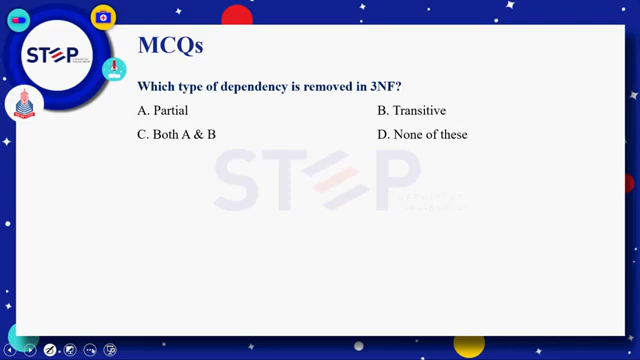 STEP
MCQs
Which type of dependency is removed in 3NF?
A. Partial
B. Transitive
C. Both A & B
D. None of these
STEP